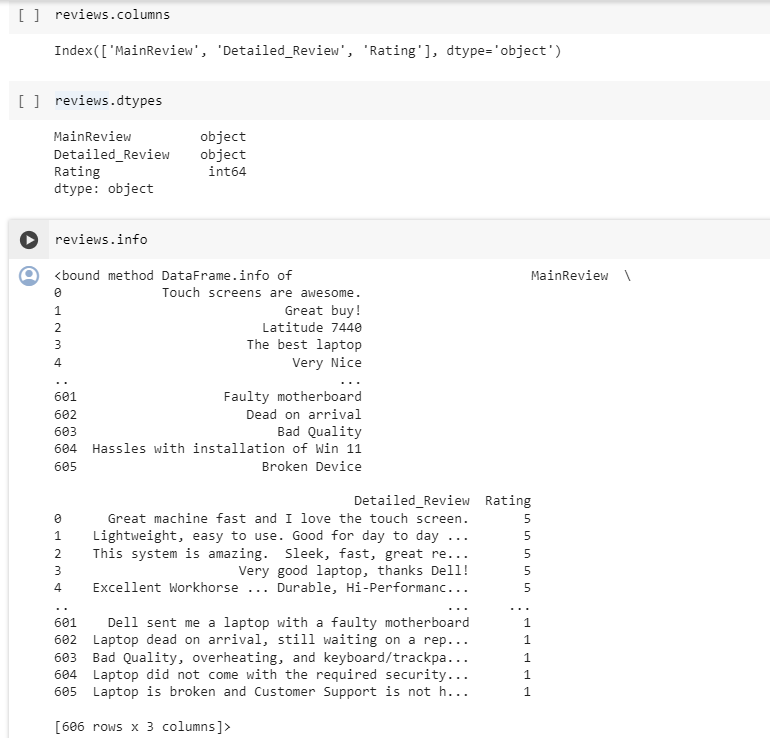 [ ] reviews.columns
Index(['MainReview', 'Detailed_Review', 'Rating'], dtype='object')
[ ] reviews.dtypes
MainReview         object
Detailed_Review    object
Rating              int64
dtype: object
reviews.info
<bound method DataFrame.info of                               MainReview  \
0             Touch screens are awesome.
1                             Great buy!
2                          Latitude 7440
3                        The best laptop
4                              Very Nice
..                                   ...
601                   Faulty motherboard
602                      Dead on arrival
603                          Bad Quality
604  Hassles with installation of Win 11
605                        Broken Device
                                       Detailed_Review  Rating
0      Great machine fast and I love the touch screen.       5
1    Lightweight, easy to use. Good for day to day ...       5
2    This system is amazing.  Sleek, fast, great re...       5
3                       Very good laptop, thanks Dell!       5
4    Excellent Workhorse ... Durable, Hi-Performanc...       5
..                                                 ...     ...
601    Dell sent me a laptop with a faulty motherboard       1
602  Laptop dead on arrival, still waiting on a rep...       1
603  Bad Quality, overheating, and keyboard/trackpa...       1
604  Laptop did not come with the required security...       1
605  Laptop is broken and Customer Support is not h...       1
[606 rows x 3 columns]>